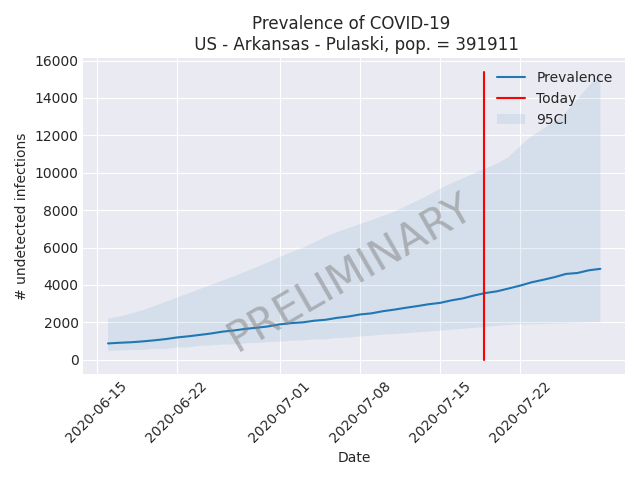 Prevalence of COVID-19
US - Arkansas - Pulaski, pop. = 391911
16000
14000
12000
10000
8000
6000
4000
2000
0
# undetected infections
Prevalence
Today
95CI
PRELIMINARY
2020-06-15
2020-06-22
2020-07-01
2020-07-08
2020-07-15
2020-07-22
Date